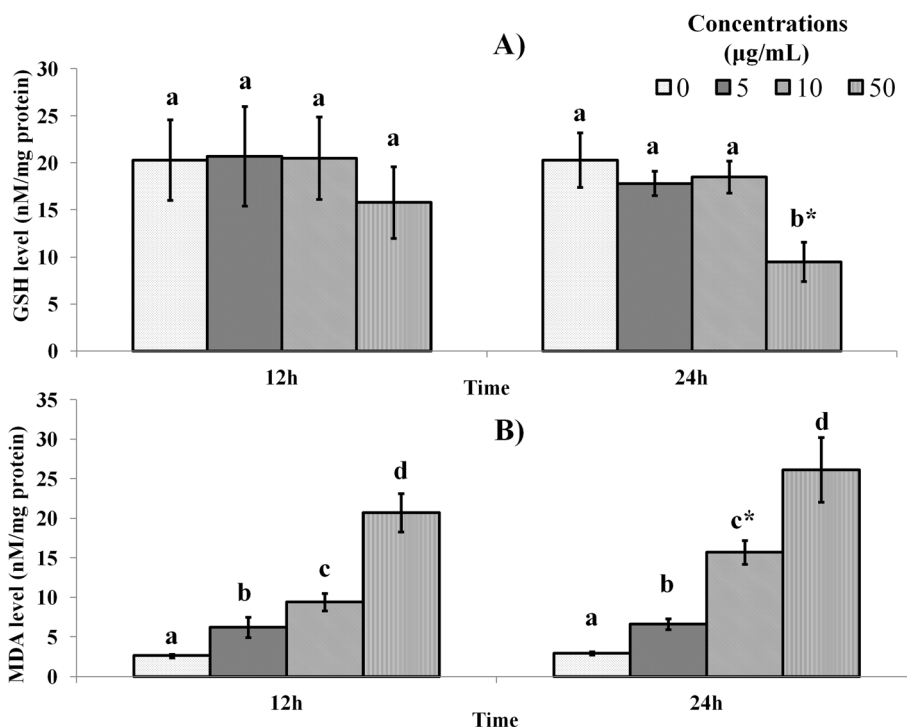 A)
Concentrations
(µg/mL)
0 5 10 50
GSH level (nM/mg protein)
30
25
20
15
10
5
0
a a a a
a a a b*
12h 24h
Time
B)
MDA level (nM/mg protein)
35
30
25
20
15
10
5
0
a b c d
a b c* d
12h 24h
Time